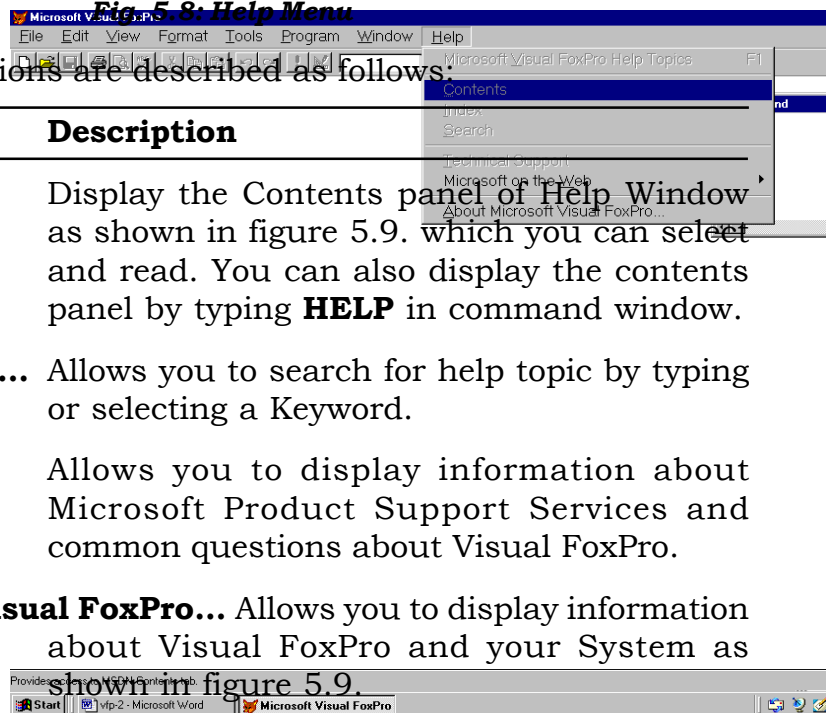 Fig. 5.8: Help Menu
Microsoft Visual FoxPro
File Edit View Format Tools Program Window Help
Microsoft Visual FoxPro Help Topics F1
ions are described as follows:
Contents
nd
Index
Description
Search
Technical Support
Microsoft on the Web
About Microsoft Visual FoxPro...
Display the Contents panel of Help Window
as shown in figure 5.9. which you can select
and read. You can also display the contents
panel by typing HELP in command window.
... Allows you to search for help topic by typing
or selecting a Keyword.
Allows you to display information about
Microsoft Product Support Services and
common questions about Visual FoxPro.
isual FoxPro... Allows you to display information
about Visual FoxPro and your System as
shown in figure 5.9.
Provides access to MSDN Contents tab.
Start vfp-2 - Microsoft Word Microsoft Visual FoxPro